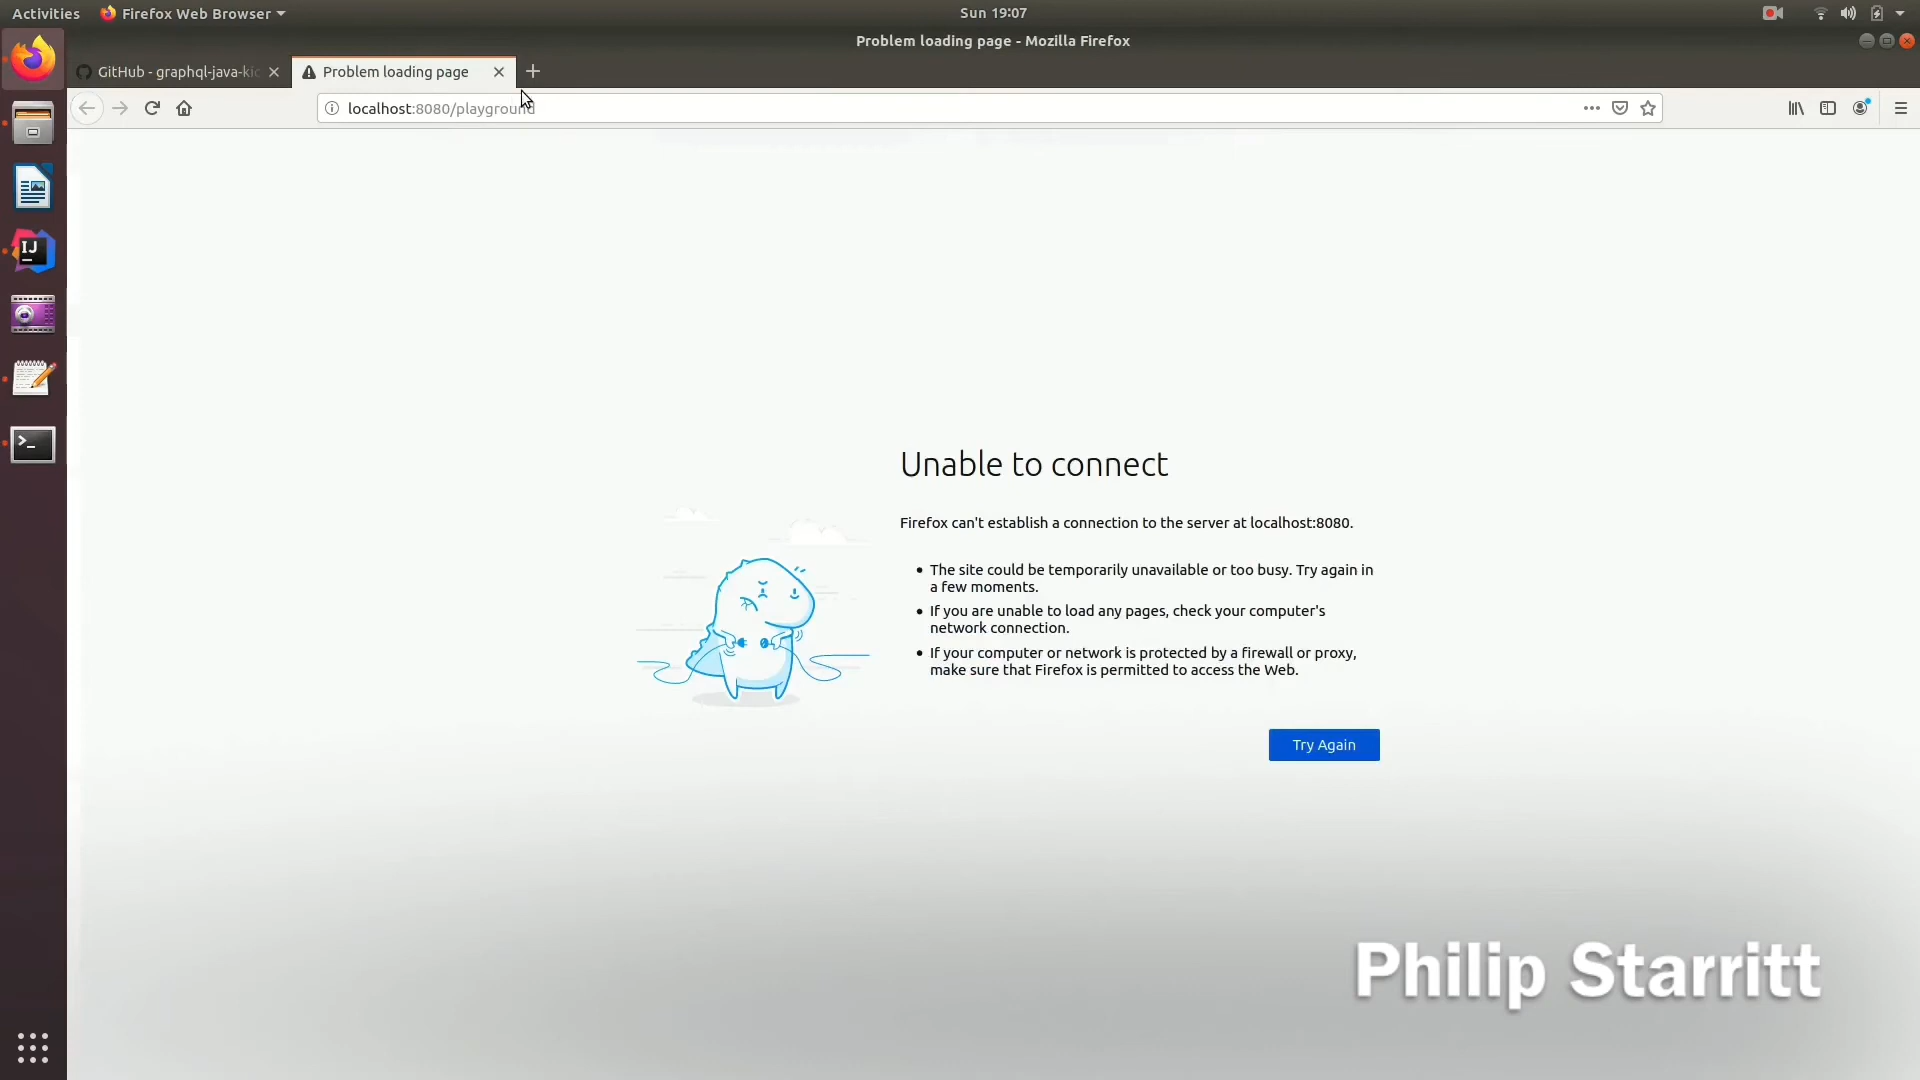 Activities
Firefox Web Browser
Sun 19:07
Problem loading page - Mozilla Firefox
GitHub - graphql-java-kic
Problem loading page
localhost:8080/playground
Unable to connect
Firefox can't establish a connection to the server at localhost:8080.
The site could be temporarily unavailable or too busy. Try again in
a few moments.
If you are unable to load any pages, check your computer's
network connection.
If your computer or network is protected by a firewall or proxy,
make sure that Firefox is permitted to access the Web.
Try Again
Philip Starritt